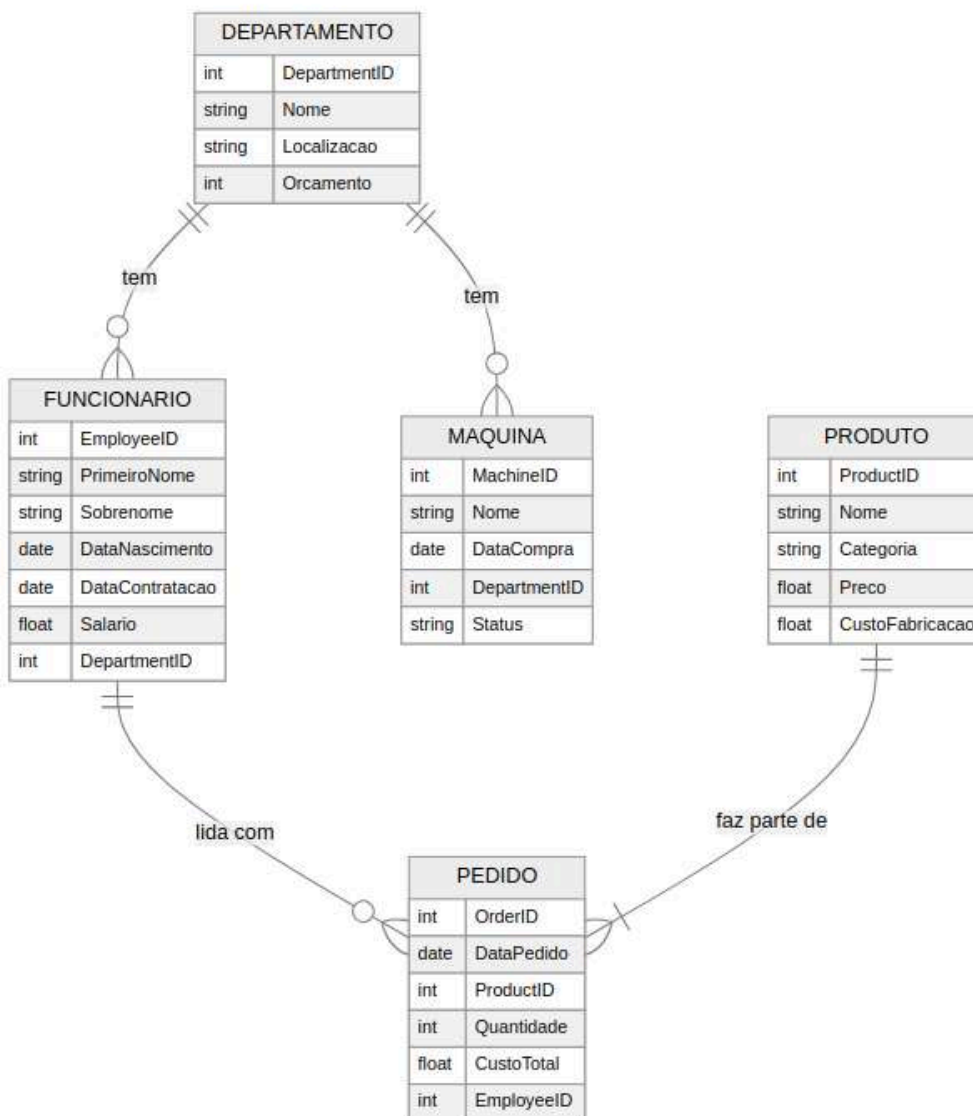 DEPARTAMENTO
int DepartmentID
string Nome
string Localizacao
int Orcamento
tem
tem
FUNCIONARIO
int EmployeeID
string PrimeiroNome
string Sobrenome
date DataNascimento
date DataContratacao
float Salario
int DepartmentID
MAQUINA
int MachineID
string Nome
date DataCompra
int DepartmentID
string Status
PRODUTO
int ProductID
string Nome
string Categoria
float Preco
float CustoFabricacao
lida com
faz parte de
PEDIDO
int OrderID
date DataPedido
int ProductID
int Quantidade
float CustoTotal
int EmployeeID